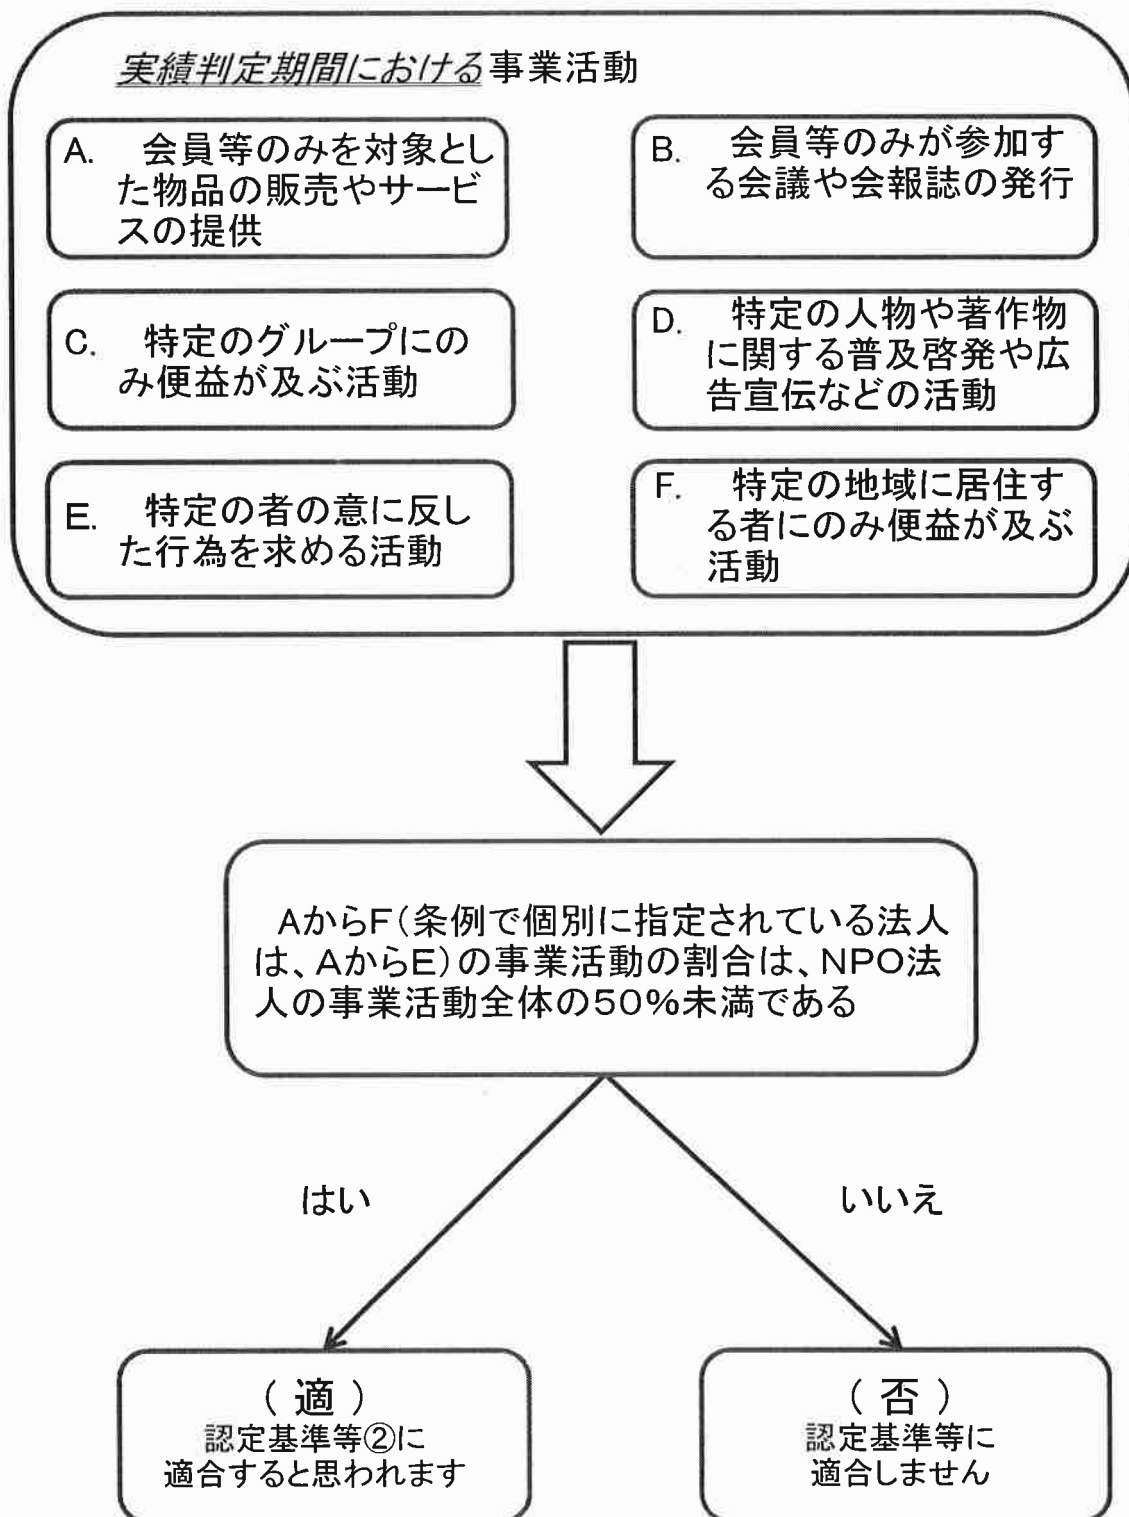 実績判定期間における事業活動
A. 会員等のみを対象とし
た物品の販売やサービ
スの提供
B. 会員等のみが参加す
る会議や会報誌の発行
C. 特定のグループにの
み便益が及ぶ活動
D. 特定の人物や著作物
に関する普及啓発や広
告宣伝などの活動
E. 特定の者の意に反し
た行為を求める活動
F. 特定の地域に居住す
る者にのみ便益が及ぶ
活動
AからF(条例で個別に指定されている法人
は、AからE)の事業活動の割合は、NPO法
人の事業活動全体の50%未満である
はい
いいえ
(適)
認定基準等②に
適合すると思われます
(否)
認定基準等に
適合しません